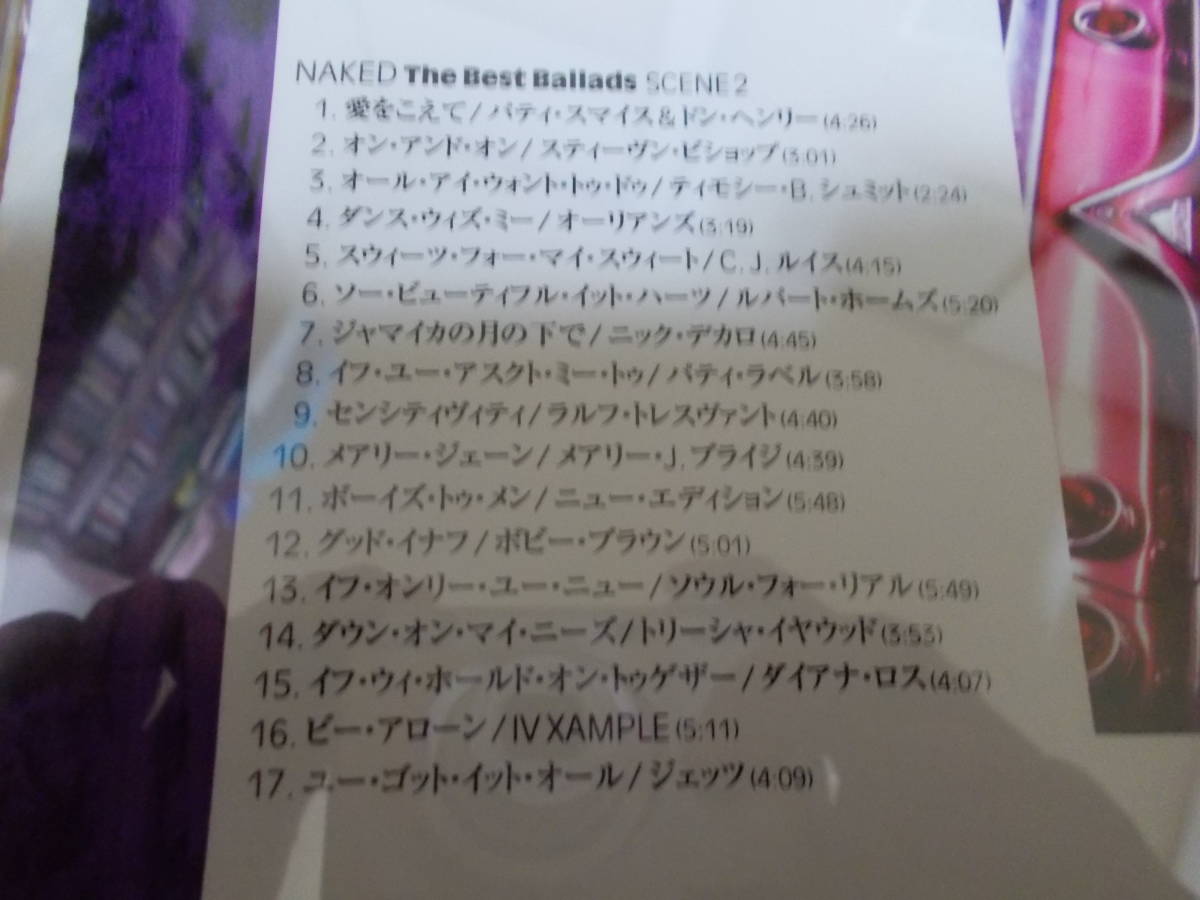 NAKED The Best Ballads SCENE 2
1. 愛をこえて/パティ・スマイス&ドン・ヘンリー(4:26)
2. オン・アンド・オン/スティーヴン・ビショップ(3:01)
3. オール・アイ・ウォント・トゥ・ドゥ/ティモシー・B. シュミット(2:24)
4. ダンス・ウィズ・ミー/オーリアンズ(3:19)
5. スウィーツ・フォー・マイ・スウィート/C. J. ルイス(4:15)
6. ソー・ビューティフル・イット・ハーツ/ルパート・ホームズ(5:20)
7. ジャマイカの月の下で/ニック・デカロ(4:45)
8. イフ・ユー・アスクト・ミー・トゥ/パティ・ラベル(3:58)
9. センシティヴィティ/ラルフ・トレスヴァント(4:40)
10. メアリー・ジェーン/メアリー・J. ブライジ(4:39)
11. ボーイズ・トゥ・メン/ニュー・エディション(5:48)
12. グッド・イナフ/ボビー・ブラウン(5:01)
13. イフ・オンリー・ユー・ニュー/ソウル・フォー・リアル(5:49)
14. ダウン・オン・マイ・ニーズ/トリーシャ・イヤウッド(3:53)
15. イフ・ウィ・ホールド・オン・トゥゲザー/ダイアナ・ロス(4:07)
16. ビー・アローン/IV XAMPLE(5:11)
17. ユー・ゴット・イット・オール/ジェッツ(4:09)